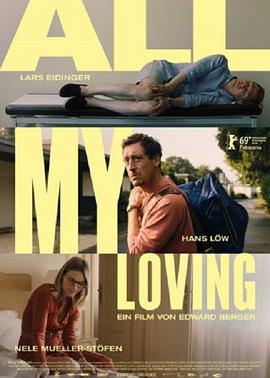 ALL
LARS EIDINGER
69
Panorama
MY
HANS LÖW
LOVING
EIN FILM VON EDWARD BERGER
NELE MUELLER-STÖFEN